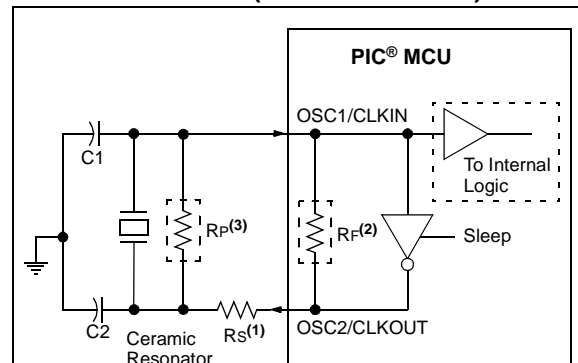 PIC® MCU
OSC1/CLKIN
C1
To Internal
Logic
RP(3)
RF(2)
Sleep
C2
Ceramic
Resonator
RS(1)
OSC2/CLKOUT